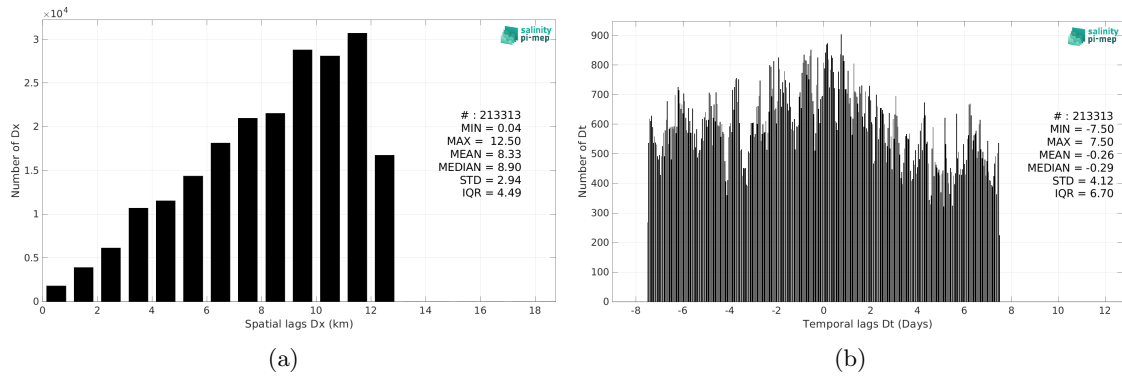 ×10⁴
3
2.5
2
1.5
1
0.5
0
Number of Dx
0 2 4 6 8 10 12 14 16 18
Spatial lags Dx (km)
salinity
pi-mep
# : 213313
MIN = 0.04
MAX = 12.50
MEAN = 8.33
MEDIAN = 8.90
STD = 2.94
IQR = 4.49
(a)
900
800
700
600
500
400
300
200
100
0
Number of Dt
-8 -6 -4 -2 0 2 4 6 8 10 12
Temporal lags Dt (Days)
salinity
pi-mep
# : 213313
MIN = -7.50
MAX = 7.50
MEAN = -0.26
MEDIAN = -0.29
STD = 4.12
IQR = 6.70
(b)